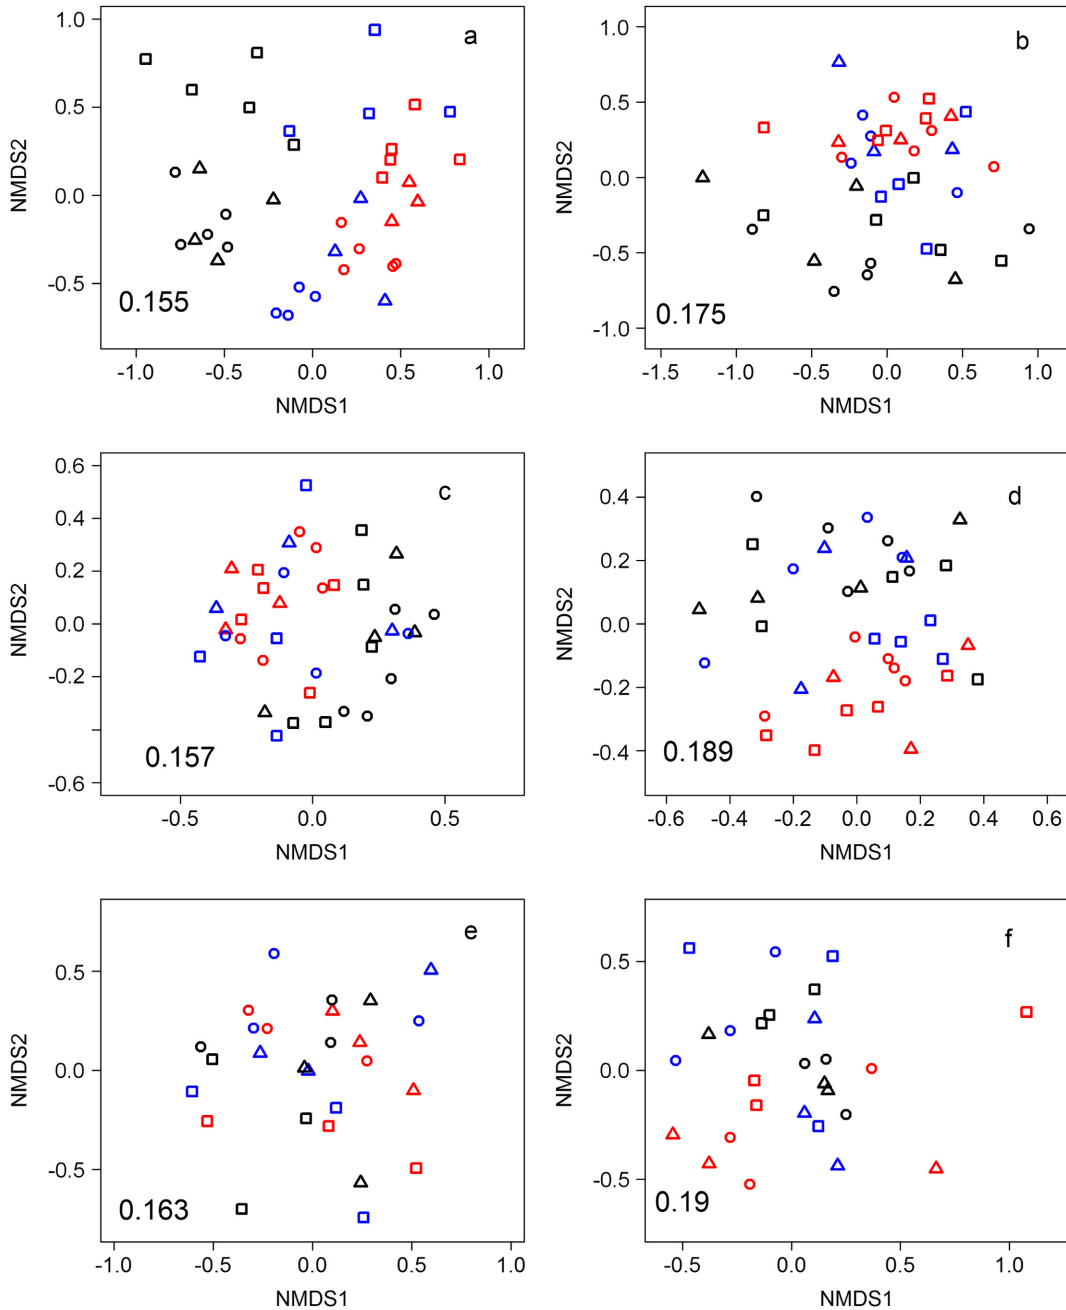 a
NMDS2
1.0
0.5
0.0
-0.5
0.155
-1.0 -0.5 0.0 0.5 1.0
NMDS1
b
NMDS2
1.0
0.5
0.0
-0.5
-1.0
0.175
-1.5 -1.0 -0.5 0.0 0.5 1.0
NMDS1
c
NMDS2
0.6
0.4
0.2
0.0
-0.2
-0.6
0.157
-0.5 0.0 0.5
NMDS1
d
NMDS2
0.4
0.2
0.0
-0.2
-0.4
0.189
-0.6 -0.4 -0.2 0.0 0.2 0.4 0.6
NMDS1
e
NMDS2
0.5
0.0
-0.5
0.163
-1.0 -0.5 0.0 0.5 1.0
NMDS1
f
NMDS2
0.5
0.0
-0.5
0.19
-0.5 0.0 0.5 1.0
NMDS1